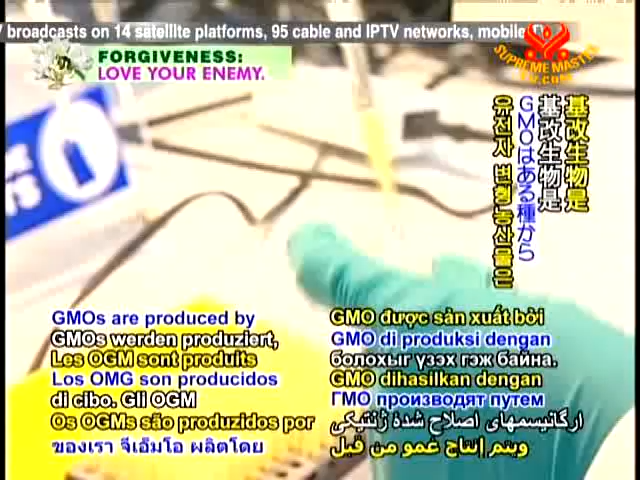 broadcasts on 14 satellite platforms, 95 cable and IPTV networks, mobile
FORGIVENESS:
LOVE YOUR ENEMY.
SUPREME MASTER
TV.COM
基改生物是
基改生物是
GMOはある種から
유전자 변형 농산물은
GMOs are produced by
GMOs werden produziert,
Les OGM sont produits
Los OMG son producidos
di cibo. Gli OGM
Os OGMs são produzidos por
ของเรา จีเอ็มโอ ผลิตโดย
GMO được sản xuất bởi
GMO di produksi dengan
болохыг үзэх гэж байна.
GMO dihasilkan dengan
ГМО производят путем
ارگانیسمهای اصلاح شدۀ ژنتیکی
ويتم إنتاج غمو من قبل